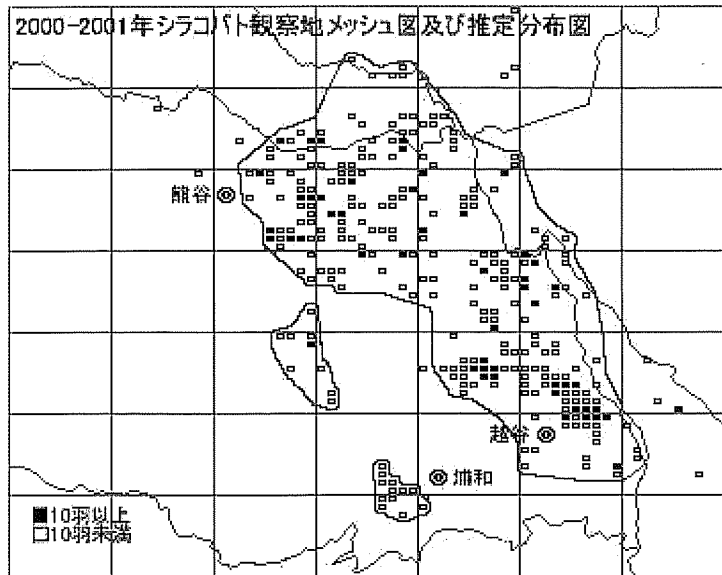 2000-2001年シラコバト観察地メッシュ図及び推定分布図
熊谷
越谷
浦和
■10羽以上
□10羽未満